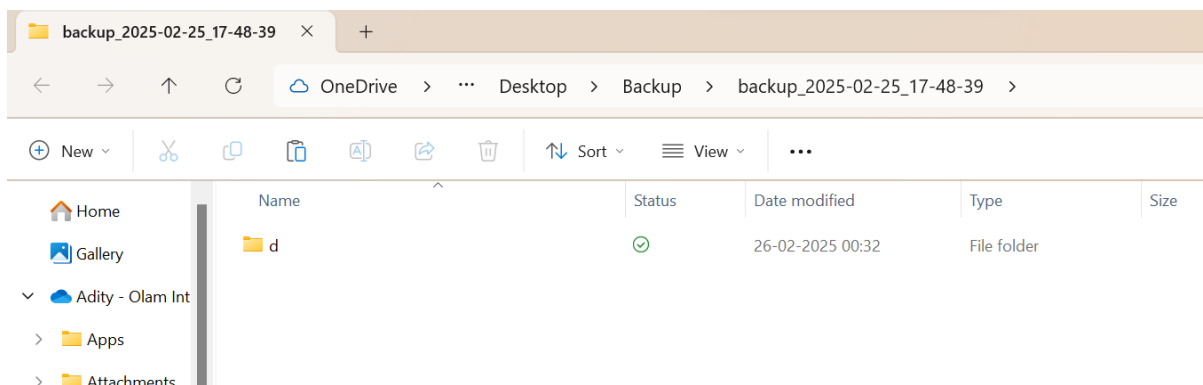 backup_2025-02-25_17-48-39
OneDrive > ... Desktop > Backup > backup_2025-02-25_17-48-39 >
New Sort View ...
Name Status Date modified Type Size
d 26-02-2025 00:32 File folder
Home
Gallery
Adity - Olam Int
Apps
Attachments